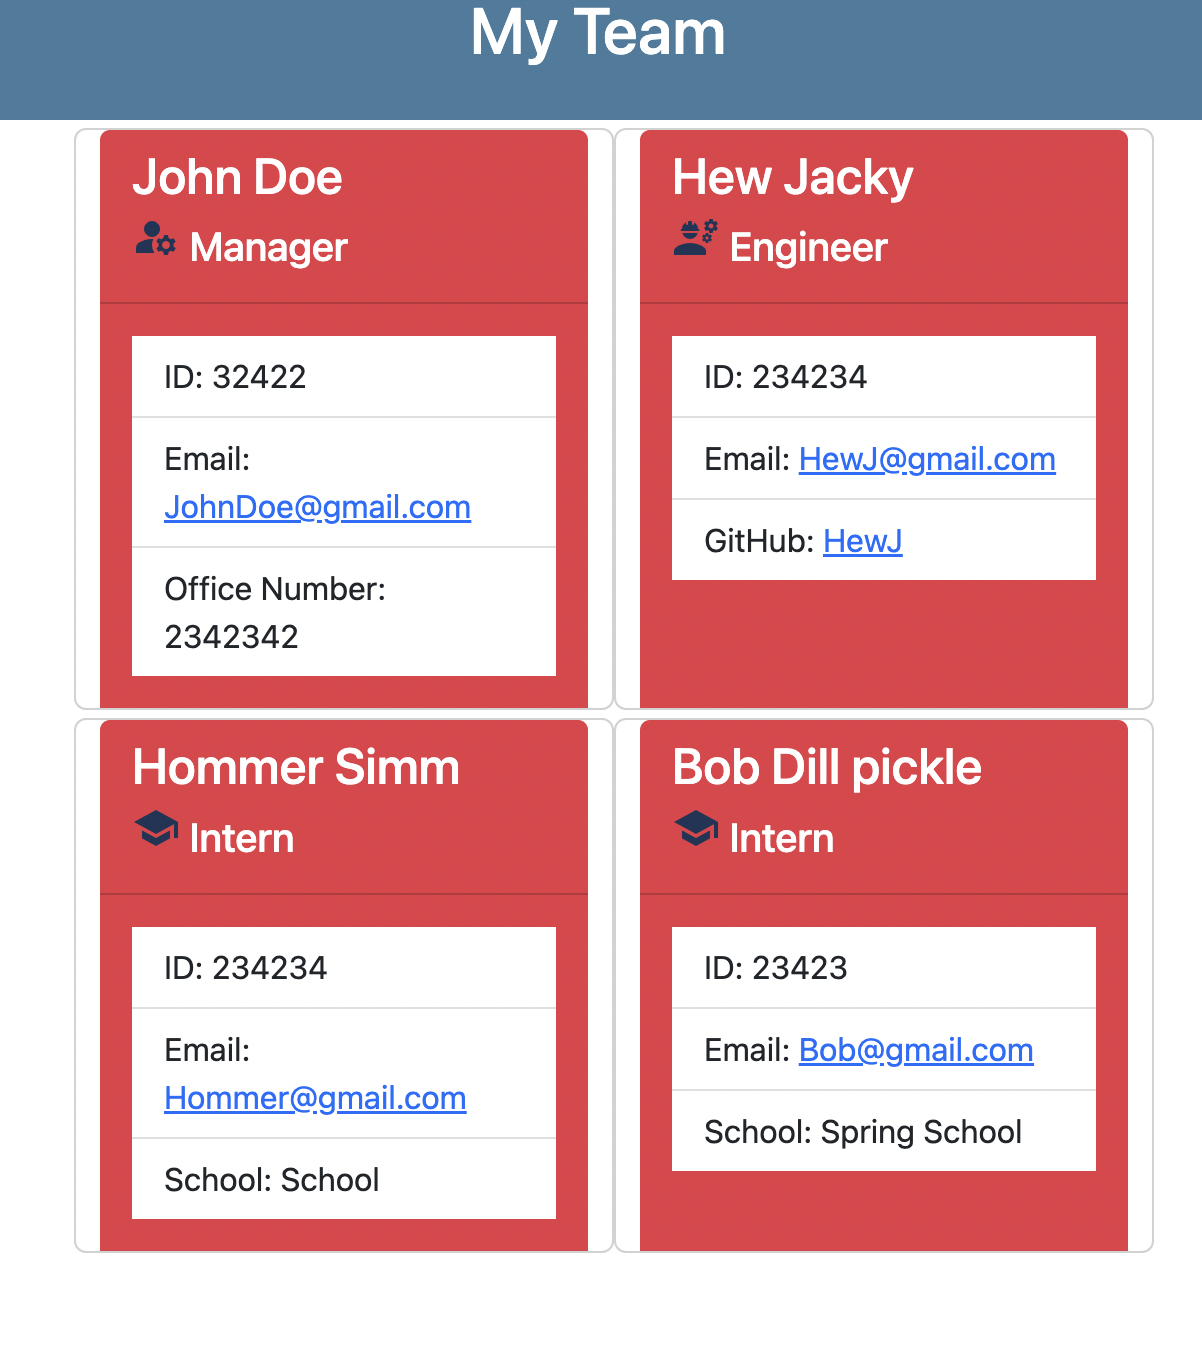 My Team
John Doe
Manager
ID: 32422
Email:
JohnDoe@gmail.com
Office Number:
2342342
Hew Jacky
Engineer
ID: 234234
Email: HewJ@gmail.com
GitHub: HewJ
Hommer Simm
Intern
ID: 234234
Email:
Hommer@gmail.com
School: School
Bob Dill pickle
Intern
ID: 23423
Email: Bob@gmail.com
School: Spring School